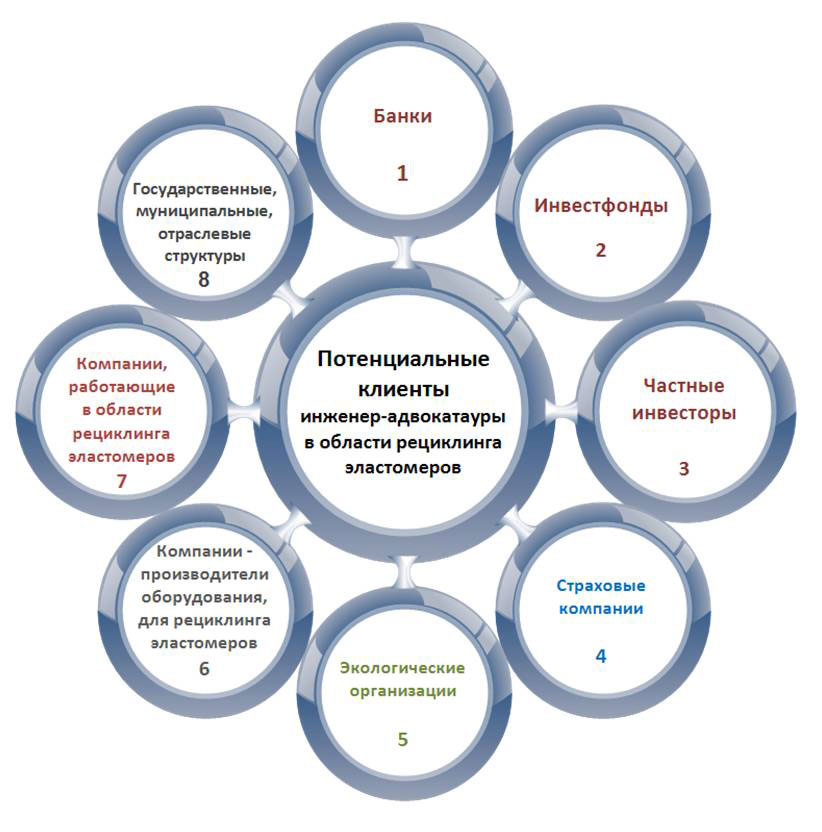 Банки
1
Инвестфонды
2
Частные
инвесторы
3
Страховые
компании
4
Экологические
организации
5
Компании -
производители
оборудования,
для рециклинга
эластомеров
6
Компании,
работающие
в области
рециклинга
эластомеров
7
Государственные,
муниципальные,
отраслевые
структуры
8
Потенциальные
клиенты
инженер-адвокатауры
в области рециклинга
эластомеров